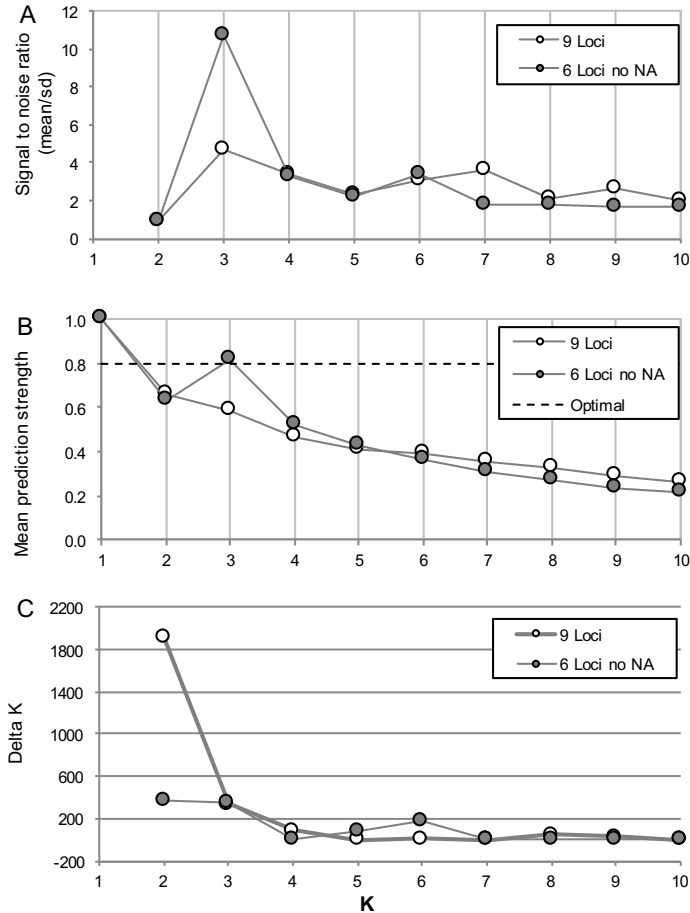 A
Signal to noise ratio
(mean/sd)
12
10
8
6
4
2
0
9 Loci
6 Loci no NA
1 2 3 4 5 6 7 8 9 10
B
Mean prediction strength
1.0
0.8
0.6
0.4
0.2
0.0
9 Loci
6 Loci no NA
Optimal
1 2 3 4 5 6 7 8 9 10
C
Delta K
2200
1800
1400
1000
600
200
-200
9 Loci
6 Loci no NA
1 2 3 4 5 6 7 8 9 10
K